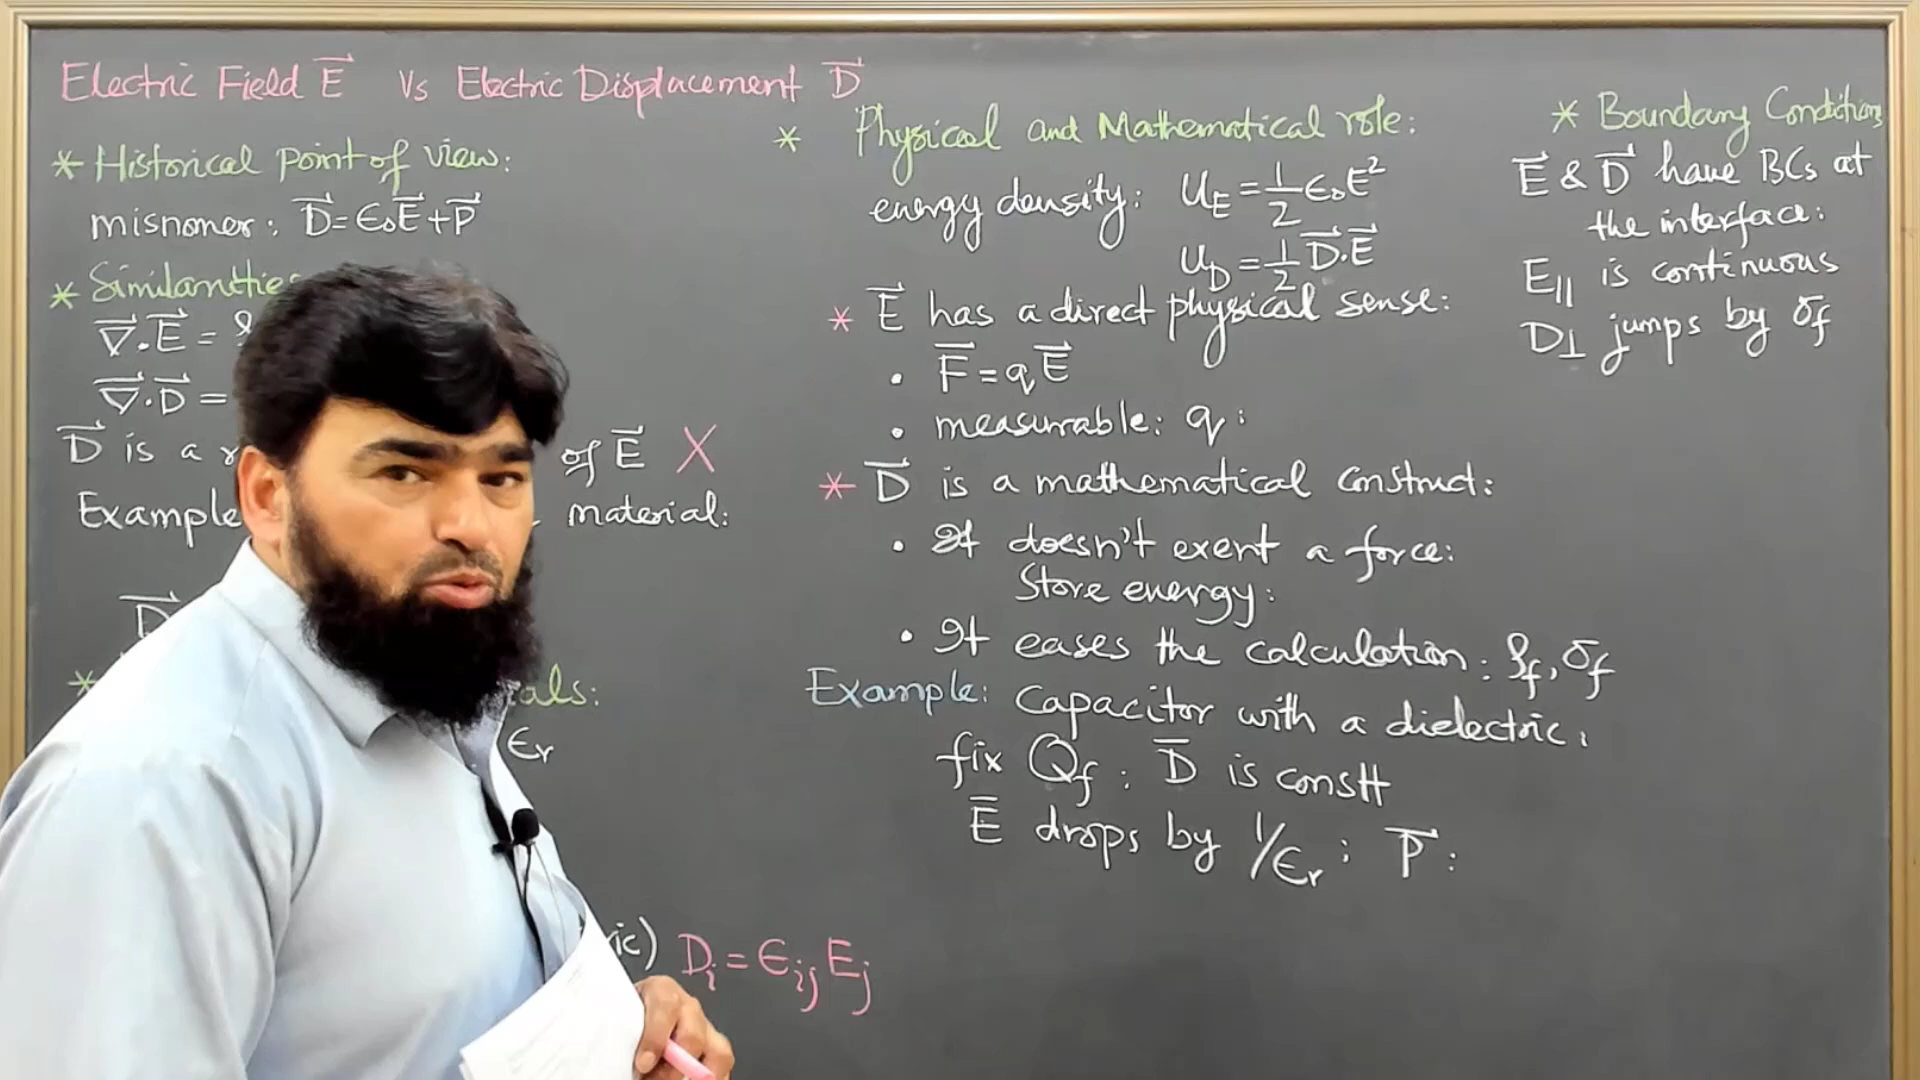 Electric Field E⃗ Vs Electric Displacement D⃗
* Historical point of view:
misnomer: D⃗=ϵ₀E⃗+P⃗
* Similarities
∇⃗.E⃗ =
∇⃗.D⃗ =
D⃗ is a of E⃗ X
Example material:
D⃗
* als:
ϵr
ic) Di=ϵij Ej
* Physical and Mathematical role:
energy density: UE=1/2 ϵ₀E²
UD=1/2 D⃗.E⃗
* E⃗ has a direct physical sense:
• F⃗=qE⃗
• measurable: q:
* D⃗ is a mathematical construct:
• It doesn't exert a force:
Store energy:
• It eases the calculation: ρf, σf
Example: Capacitor with a dielectric:
fix Qf: D̄ is constt
Ē drops by 1/ϵr; P⃗:
* Boundary Conditions
E⃗ & D⃗ have BCs at
the interface:
E|| is continuous
D⊥ jumps by σf